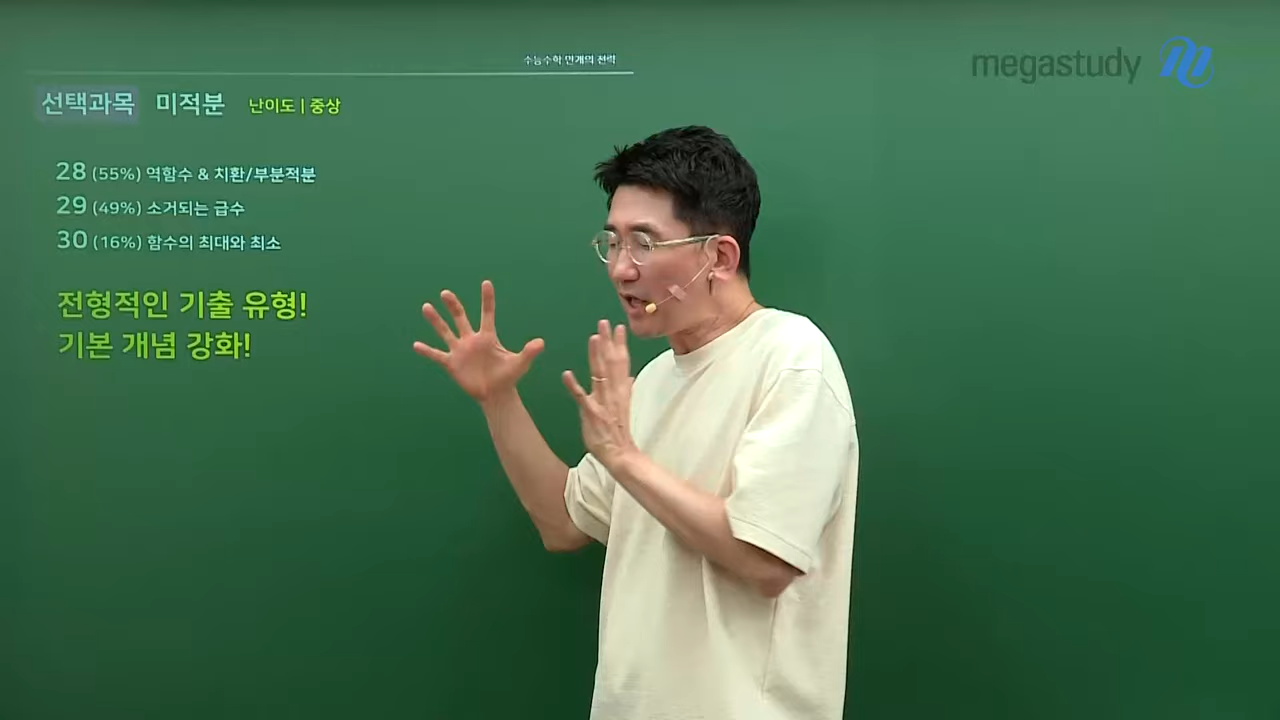 수능수학 만개의 전략
megastudy
선택과목 미적분 난이도 | 중상
28 (55%) 역함수 & 치환/부분적분
29 (49%) 소거되는 급수
30 (16%) 함수의 최대와 최소
전형적인 기출 유형!
기본 개념 강화!